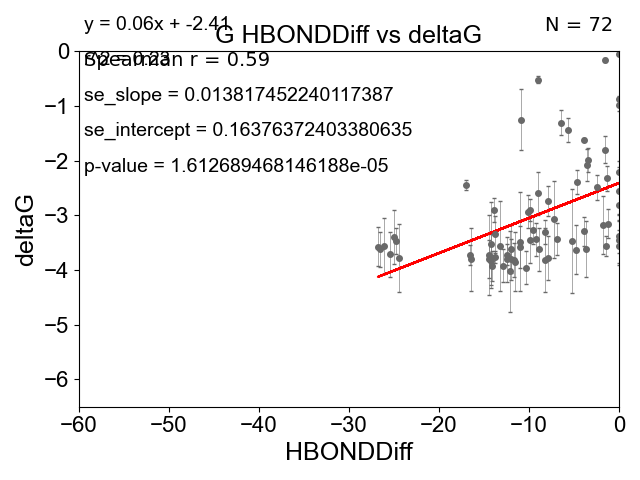 y = 0.06x + -2.41
N = 72
G HBONDDiff vs deltaG
Spearman r = 0.59
se_slope = 0.013817452240117387
se_intercept = 0.16376372403380635
p-value = 1.612689468146188e-05
deltaG
0
−1
−2
−3
−4
−5
−6
−60
−50
−40
−30
−20
−10
0
HBONDDiff